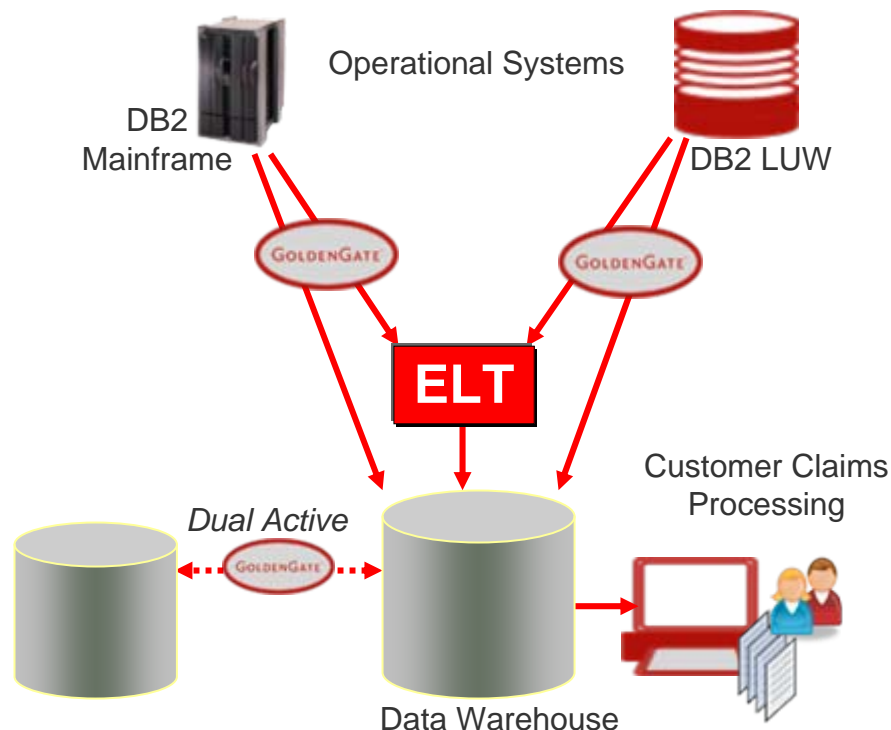 Operational Systems
DB2
Mainframe
DB2 LUW
GOLDENGATE
GOLDENGATE
ELT
Customer Claims
Processing
Dual Active
GOLDENGATE
Data Warehouse